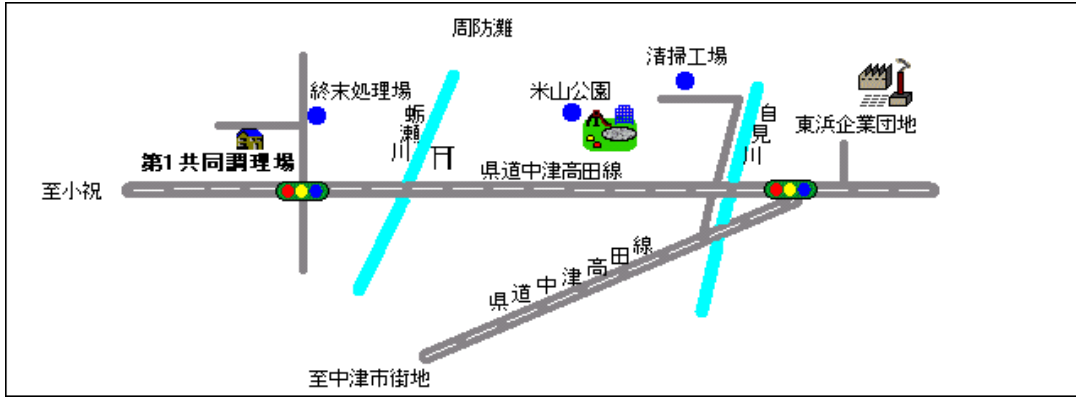 周防灘
清掃工場
終末処理場
米山公園
蛎瀬川
自見川
東浜企業団地
第1共同調理場
県道中津高田線
至小祝
県道中津高田線
至中津市街地